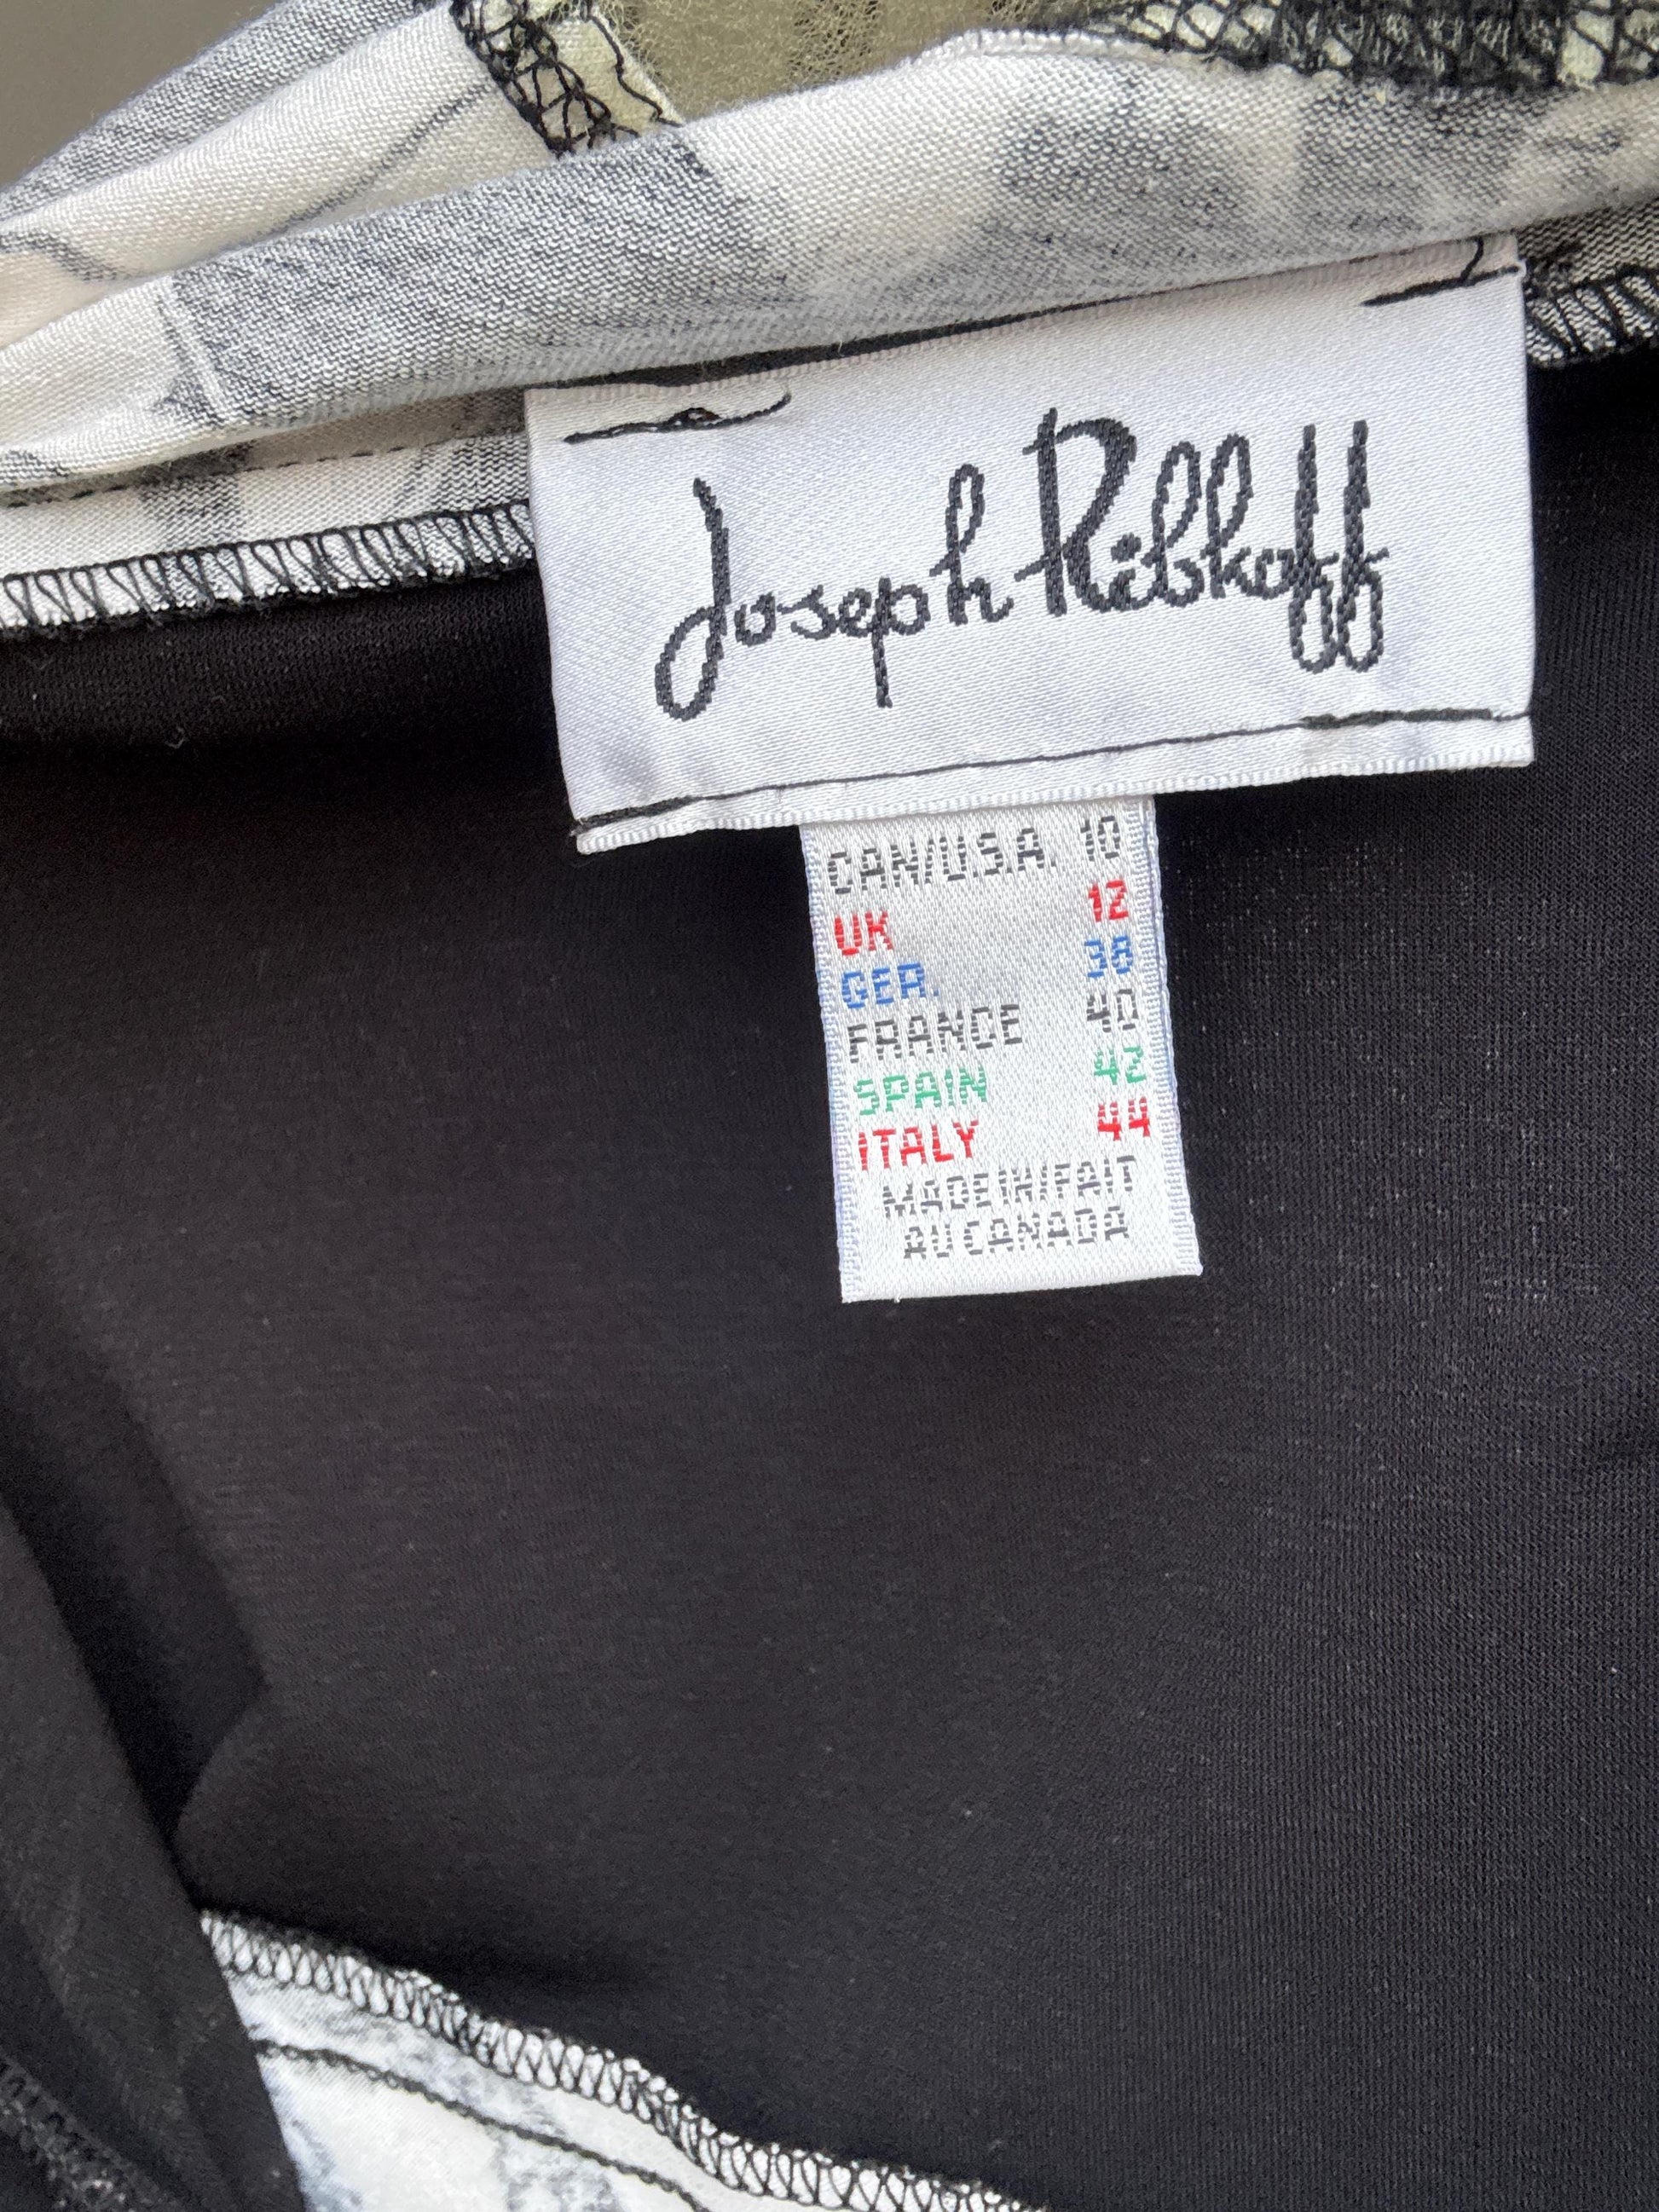 Joseph Ribkoff
CAN/U.S.A. 10
UK 12
GER. 38
FRANCE 40
SPAIN 42
ITALY 44
MADE IN/FAIT
AU CANADA